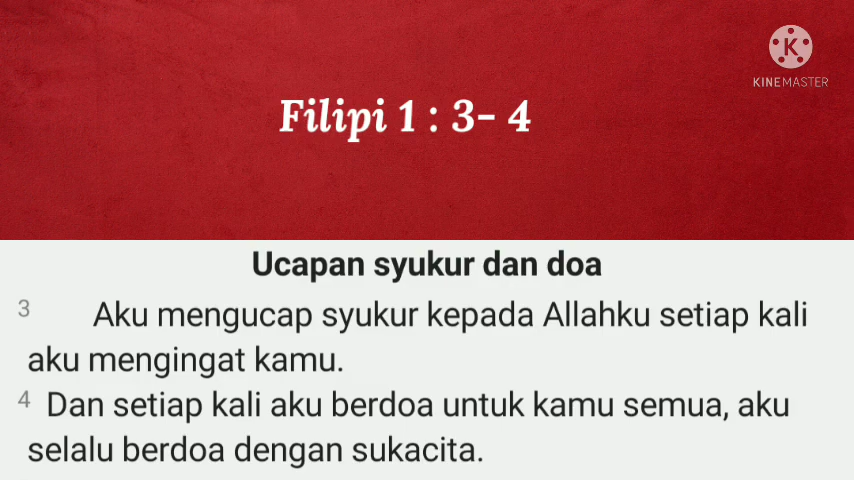 KINEMASTER
Filipi 1 : 3- 4
Ucapan syukur dan doa
3 Aku mengucap syukur kepada Allahku setiap kali
aku mengingat kamu.
4 Dan setiap kali aku berdoa untuk kamu semua, aku
selalu berdoa dengan sukacita.